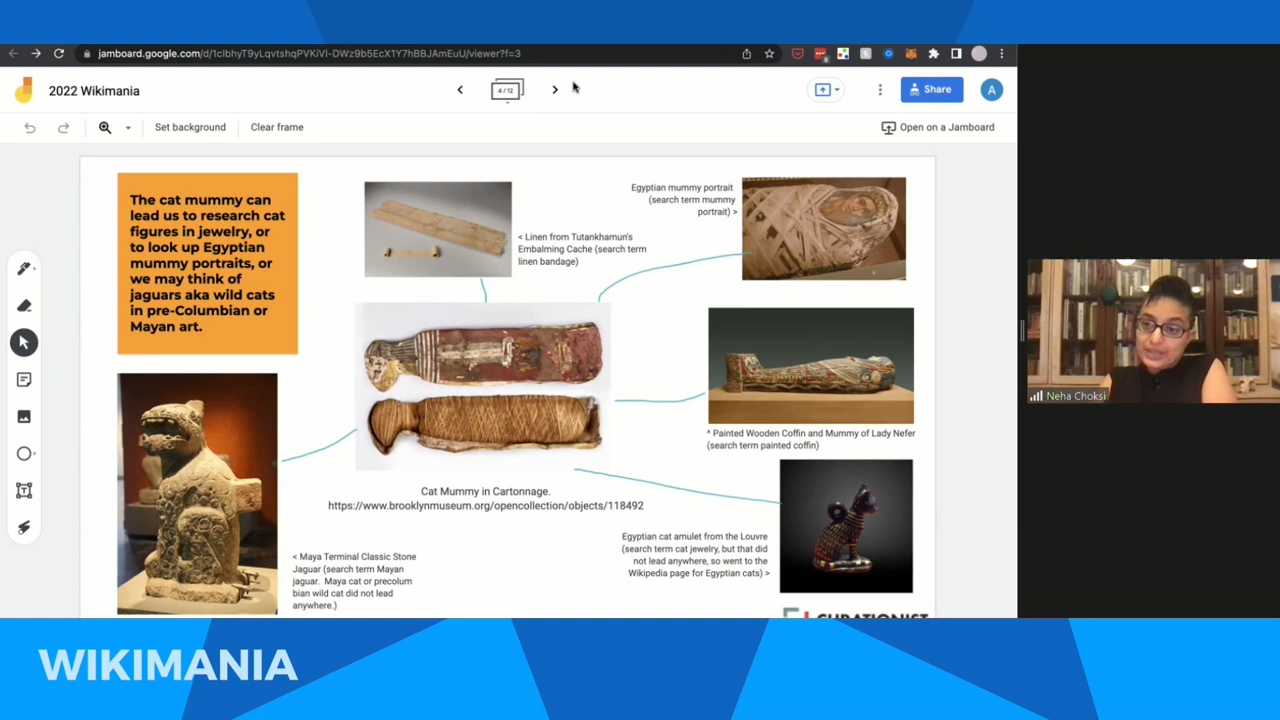 jamboard.google.com/d/1clbhyT9yLqvtshqPVKiVI-DWz9b5EcX1Y7hBBJAmEuU/viewer?f=3
2022 Wikimania
4 / 12
Share
A
Set background
Clear frame
Open on a Jamboard
The cat mummy can
lead us to research cat
figures in jewelry, or
to look up Egyptian
mummy portraits, or
we may think of
jaguars aka wild cats
in pre-Columbian or
Mayan art.
< Linen from Tutankhamun's
Embalming Cache (search term
linen bandage)
Egyptian mummy portrait
(search term mummy
portrait) >
^ Painted Wooden Coffin and Mummy of Lady Nefer
(search term painted coffin)
Cat Mummy in Cartonnage.
https://www.brooklynmuseum.org/opencollection/objects/118492
Egyptian cat amulet from the Louvre
(search term cat jewelry, but that did
not lead anywhere, so went to the
Wikipedia page for Egyptian cats) >
< Maya Terminal Classic Stone
Jaguar (search term Mayan
jaguar. Maya cat or precolum
bian wild cat did not lead
anywhere.)
CURATIONIST
Neha Choksi
WIKIMANIA